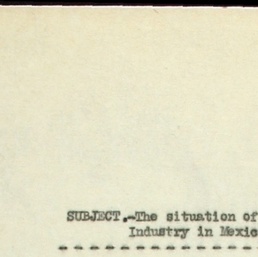 SUBJECT.-The situation of
Industry in Mexic